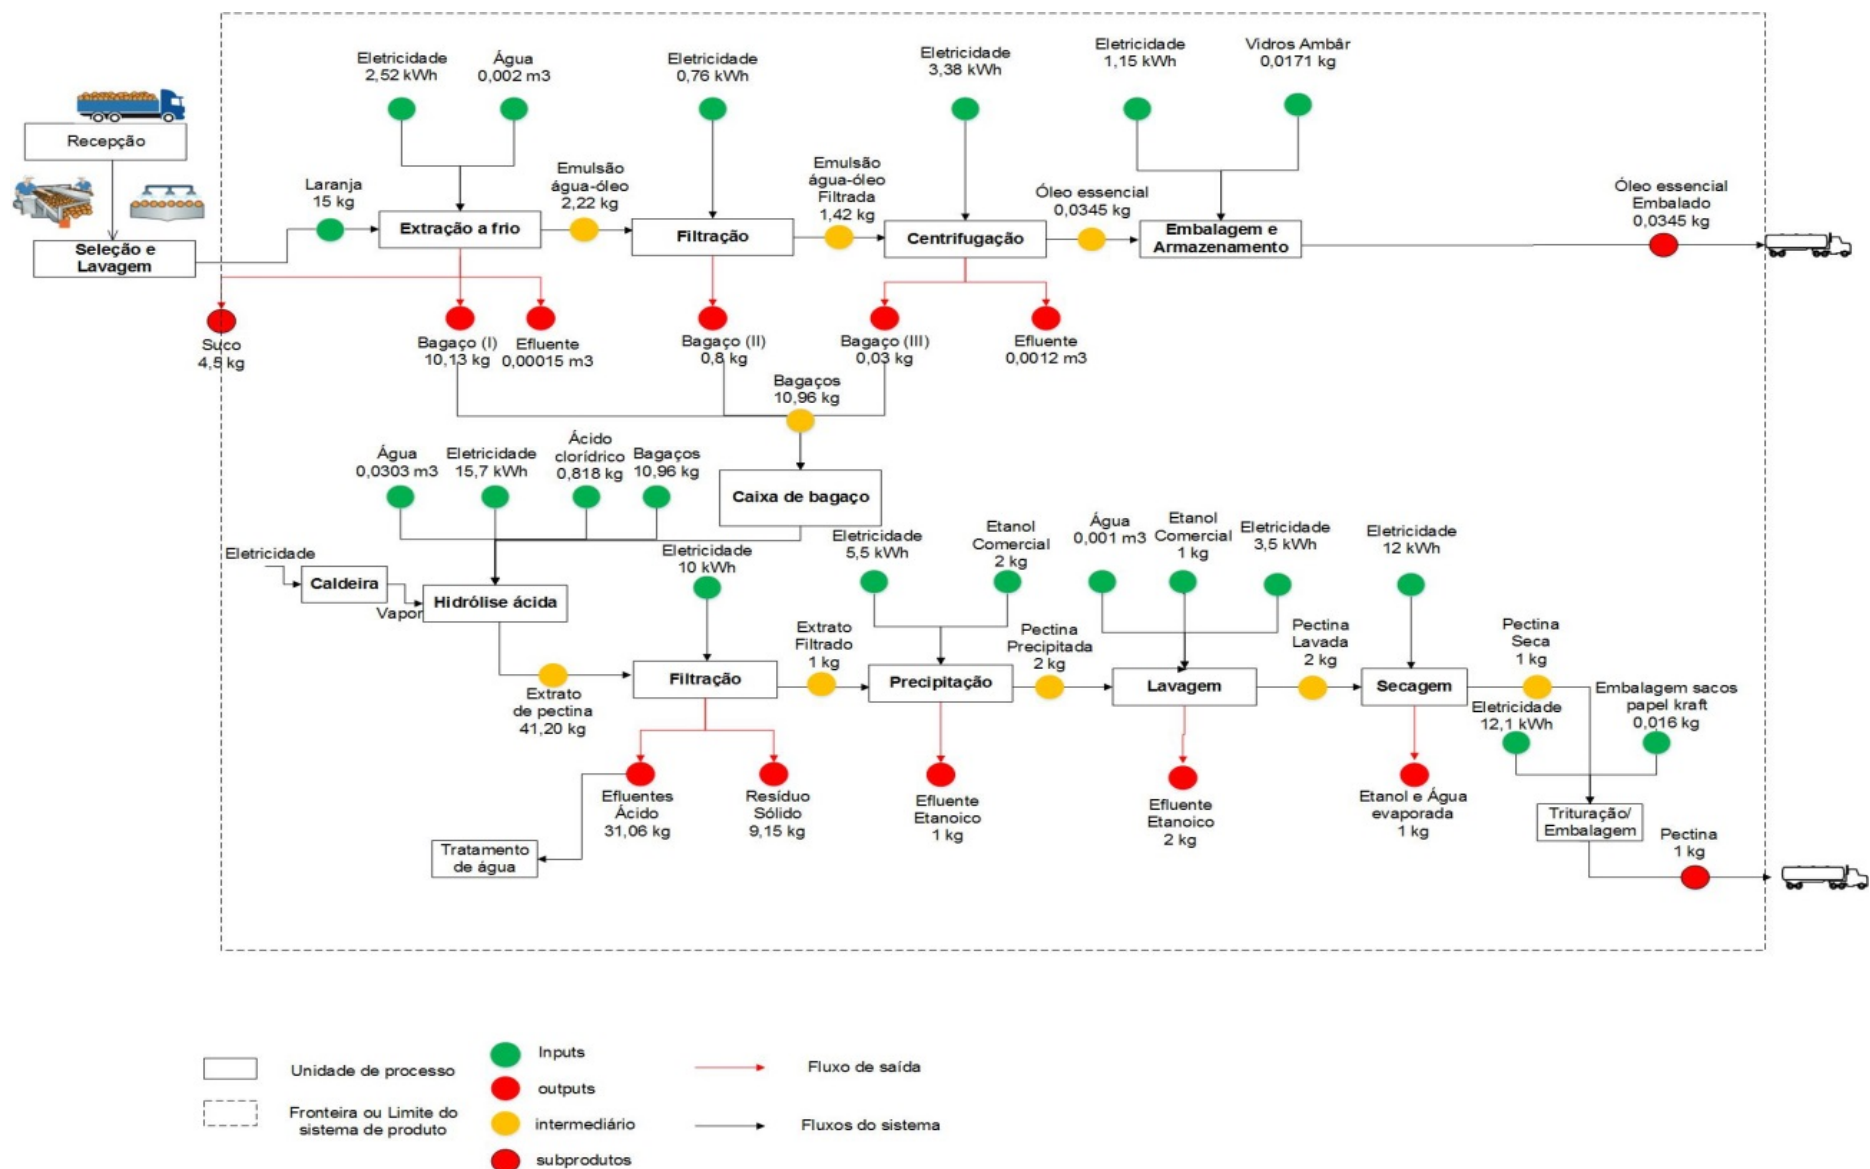 Eletricidade
2,52 kWh
Água
0,002 m3
Eletricidade
0,76 kWh
Eletricidade
3,38 kWh
Eletricidade
1,15 kWh
Vidros Ambâr
0,0171 kg
Recepção
Laranja
15 kg
Seleção e
Lavagem
Extração a frio
Emulsão
água-óleo
2,22 kg
Filtração
Emulsão
água-óleo
Filtrada
1,42 kg
Centrifugação
Óleo essencial
0,0345 kg
Embalagem e
Armazenamento
Óleo essencial
Embalado
0,0345 kg
Suco
4,5 kg
Bagaço (I)
10,13 kg
Efluente
0,00015 m3
Bagaço (II)
0,8 kg
Bagaço (III)
0,03 kg
Efluente
0,0012 m3
Bagaços
10,96 kg
Água
0,0303 m3
Eletricidade
15,7 kWh
Ácido
clorídrico
0,818 kg
Bagaços
10,96 kg
Caixa de bagaço
Eletricidade
Caldeira
Vapor
Hidrólise ácida
Eletricidade
10 kWh
Eletricidade
5,5 kWh
Etanol
Comercial
2 kg
Água
0,001 m3
Etanol
Comercial
1 kg
Eletricidade
3,5 kWh
Eletricidade
12 kWh
Extrato
de pectina
41,20 kg
Filtração
Extrato
Filtrado
1 kg
Precipitação
Pectina
Precipitada
2 kg
Lavagem
Pectina
Lavada
2 kg
Secagem
Pectina
Seca
1 kg
Eletricidade
12,1 kWh
Embalagem sacos
papel kraft
0,016 kg
Efluentes
Ácido
31,06 kg
Resíduo
Sólido
9,15 kg
Efluente
Etanoico
1 kg
Efluente
Etanoico
2 kg
Etanol e Água
evaporada
1 kg
Trituração/
Embalagem
Pectina
1 kg
Tratamento
de água
Unidade de processo
Fronteira ou Limite do
sistema de produto
Inputs
outputs
intermediário
subprodutos
Fluxo de saída
Fluxos do sistema